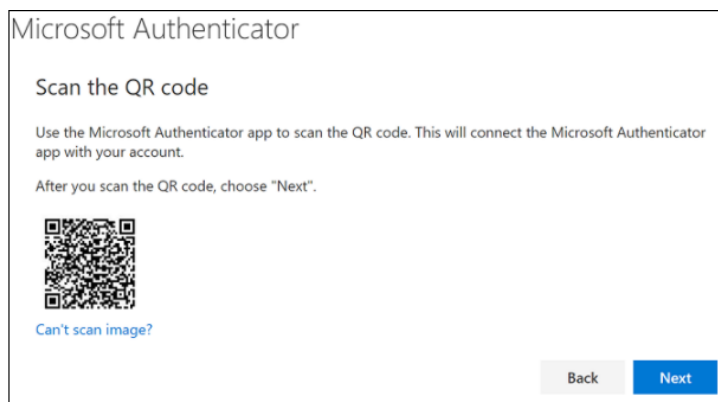 Microsoft Authenticator
Scan the QR code
Use the Microsoft Authenticator app to scan the QR code. This will connect the Microsoft Authenticator
app with your account.
After you scan the QR code, choose "Next".
Can't scan image?
Back Next